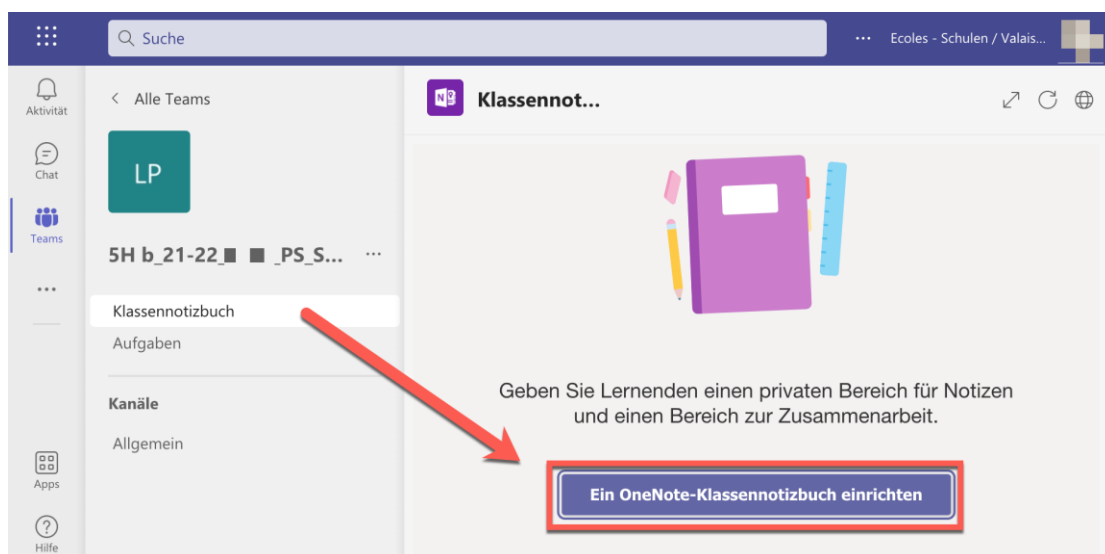 Suche
Ecoles - Schulen / Valais...
Aktivität
Chat
Teams
Apps
Hilfe
Alle Teams
LP
5H b_21-22_ _PS_S...
Klassennotizbuch
Aufgaben
Kanäle
Allgemein
Klassennot...
Geben Sie Lernenden einen privaten Bereich für Notizen
und einen Bereich zur Zusammenarbeit.
Ein OneNote-Klassennotizbuch einrichten